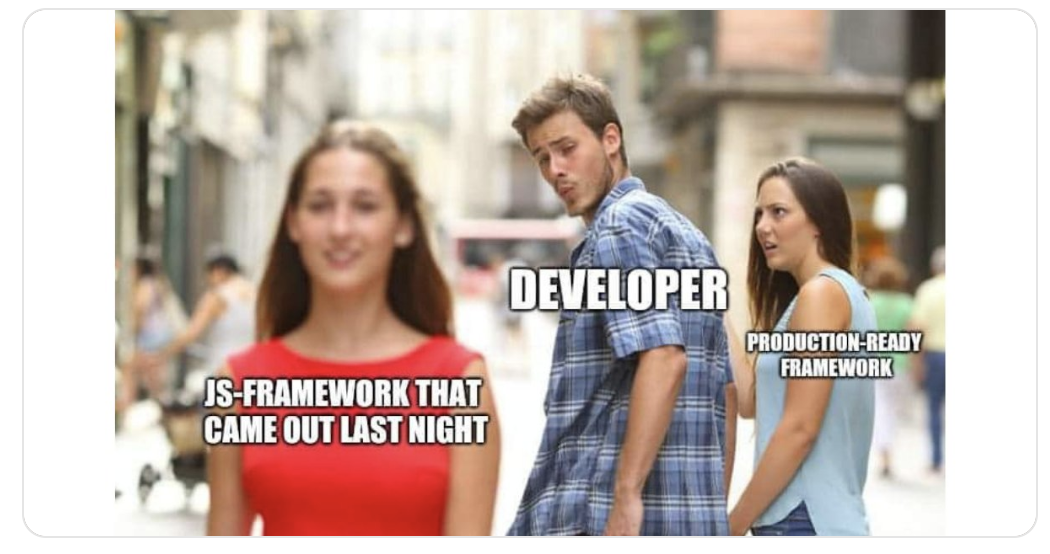 DEVELOPER
PRODUCTION-READY
FRAMEWORK
JS-FRAMEWORK THAT
CAME OUT LAST NIGHT